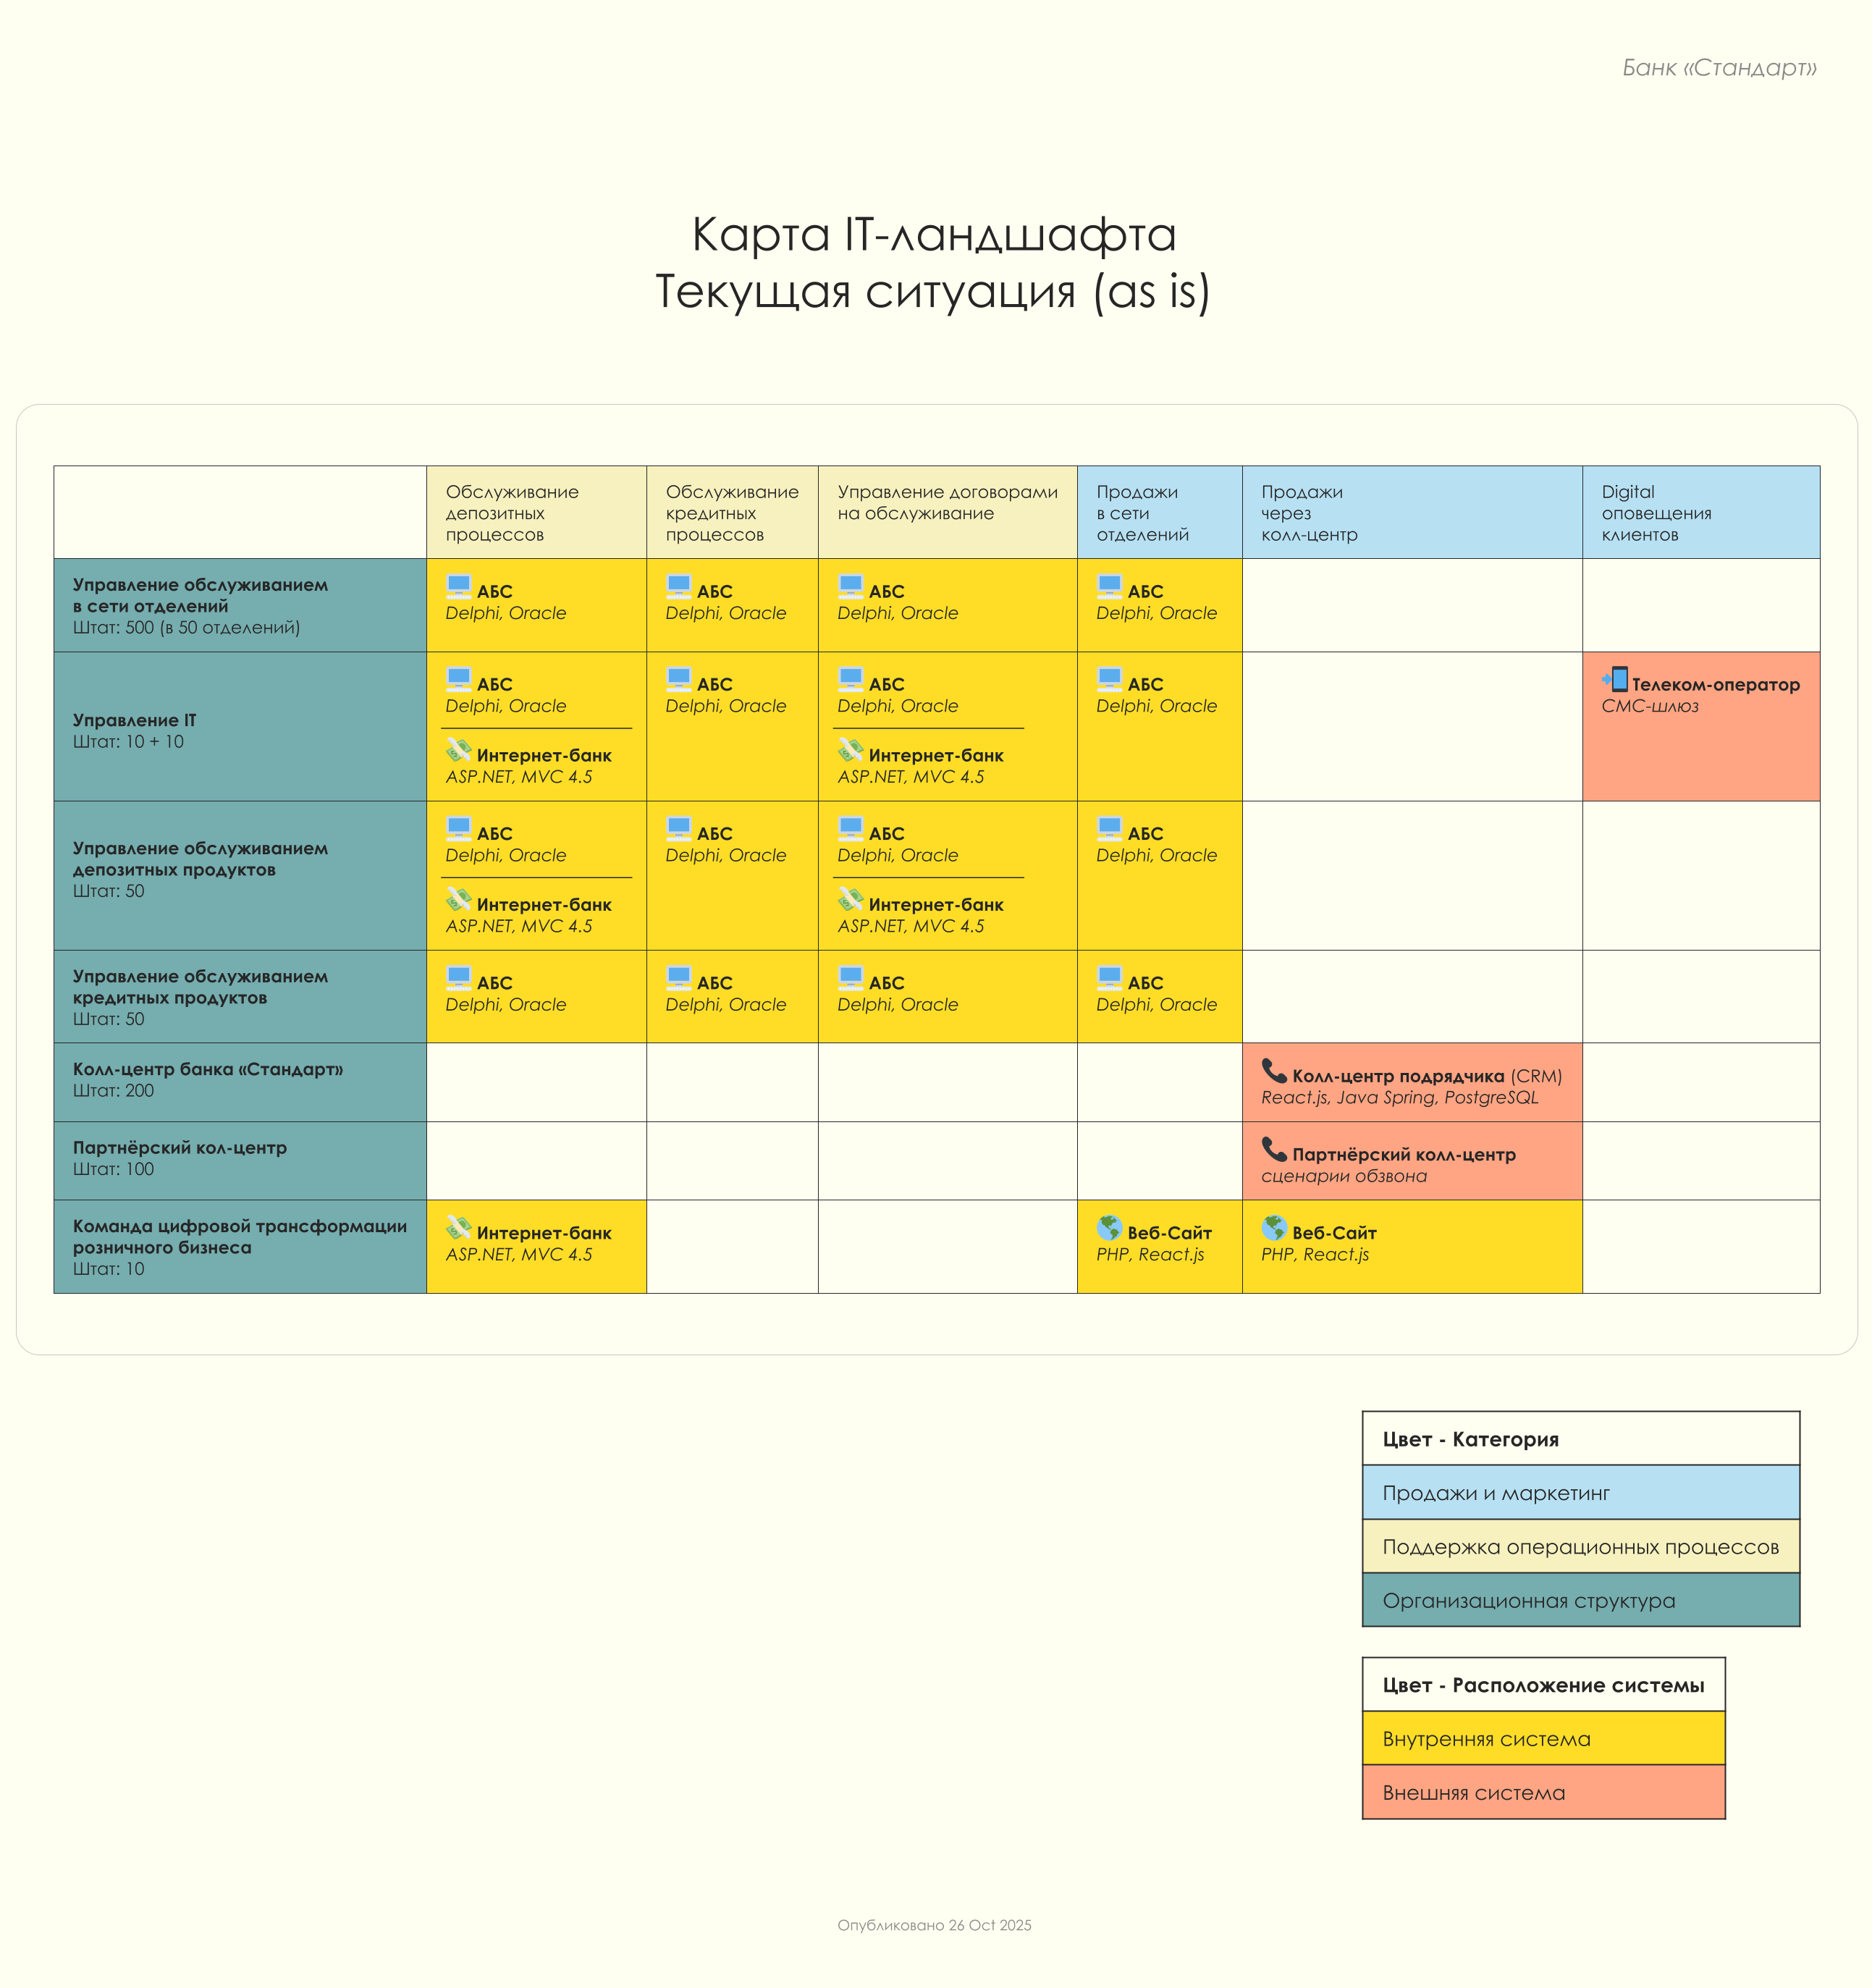 Банк «Стандарт»
Карта IT-ландшафта
Текущая ситуация (as is)
Обслуживание
депозитных
процессов
Обслуживание
кредитных
процессов
Управление договорами
на обслуживание
Продажи
в сети
отделений
Продажи
через
колл-центр
Digital
оповещения
клиентов
Управление обслуживанием
в сети отделений
Штат: 500 (в 50 отделений)
АБС
Delphi, Oracle
АБС
Delphi, Oracle
АБС
Delphi, Oracle
АБС
Delphi, Oracle
Управление IT
Штат: 10 + 10
АБС
Delphi, Oracle
Интернет-банк
ASP.NET, MVC 4.5
АБС
Delphi, Oracle
АБС
Delphi, Oracle
Интернет-банк
ASP.NET, MVC 4.5
АБС
Delphi, Oracle
Телеком-оператор
СМС-шлюз
Управление обслуживанием
депозитных продуктов
Штат: 50
АБС
Delphi, Oracle
Интернет-банк
ASP.NET, MVC 4.5
АБС
Delphi, Oracle
АБС
Delphi, Oracle
Интернет-банк
ASP.NET, MVC 4.5
АБС
Delphi, Oracle
Управление обслуживанием
кредитных продуктов
Штат: 50
АБС
Delphi, Oracle
АБС
Delphi, Oracle
АБС
Delphi, Oracle
АБС
Delphi, Oracle
Колл-центр банка «Стандарт»
Штат: 200
Колл-центр подрядчика (CRM)
React.js, Java Spring, PostgreSQL
Партнёрский кол-центр
Штат: 100
Партнёрский колл-центр
сценарии обзвона
Команда цифровой трансформации
розничного бизнеса
Штат: 10
Интернет-банк
ASP.NET, MVC 4.5
Веб-Сайт
PHP, React.js
Веб-Сайт
PHP, React.js
Цвет - Категория
Продажи и маркетинг
Поддержка операционных процессов
Организационная структура
Цвет - Расположение системы
Внутренняя система
Внешняя система
Опубликовано 26 Oct 2025